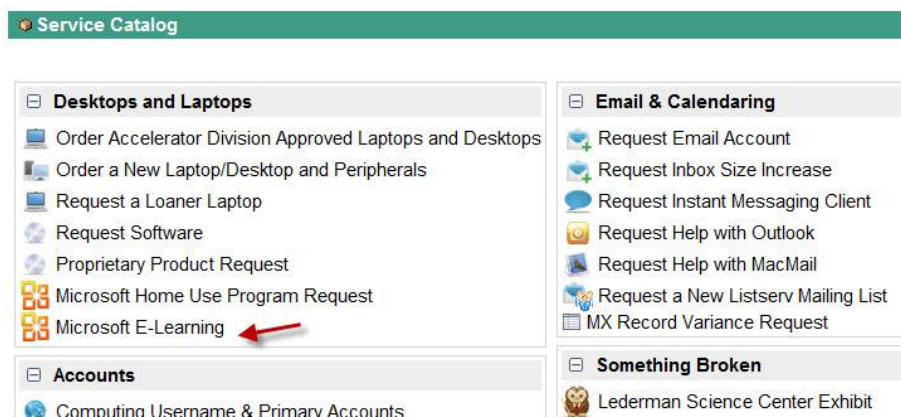 Service Catalog
Desktops and Laptops
Order Accelerator Division Approved Laptops and Desktops
Order a New Laptop/Desktop and Peripherals
Request a Loaner Laptop
Request Software
Proprietary Product Request
Microsoft Home Use Program Request
Microsoft E-Learning
Accounts
Computing Username & Primary Accounts
Email & Calendaring
Request Email Account
Request Inbox Size Increase
Request Instant Messaging Client
Request Help with Outlook
Request Help with MacMail
Request a New Listserv Mailing List
MX Record Variance Request
Something Broken
Lederman Science Center Exhibit